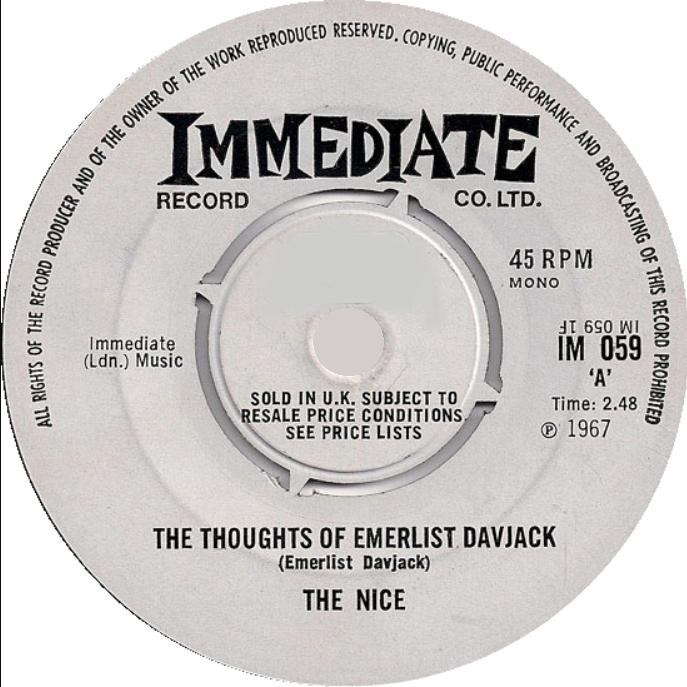 ALL RIGHTS OF THE RECORD PRODUCER AND OF THE OWNER OF THE WORK REPRODUCED RESERVED. COPYING, PUBLIC PERFORMANCE AND BROADCASTING OF THIS RECORD PROHIBITED
IMMEDIATE
RECORD CO. LTD.
45 RPM
MONO
IM 059 1F
Immediate
(Ldn.) Music
IM 059
'A'
Time: 2.48
℗ 1967
SOLD IN U.K. SUBJECT TO
RESALE PRICE CONDITIONS
SEE PRICE LISTS
THE THOUGHTS OF EMERLIST DAVJACK
(Emerlist Davjack)
THE NICE